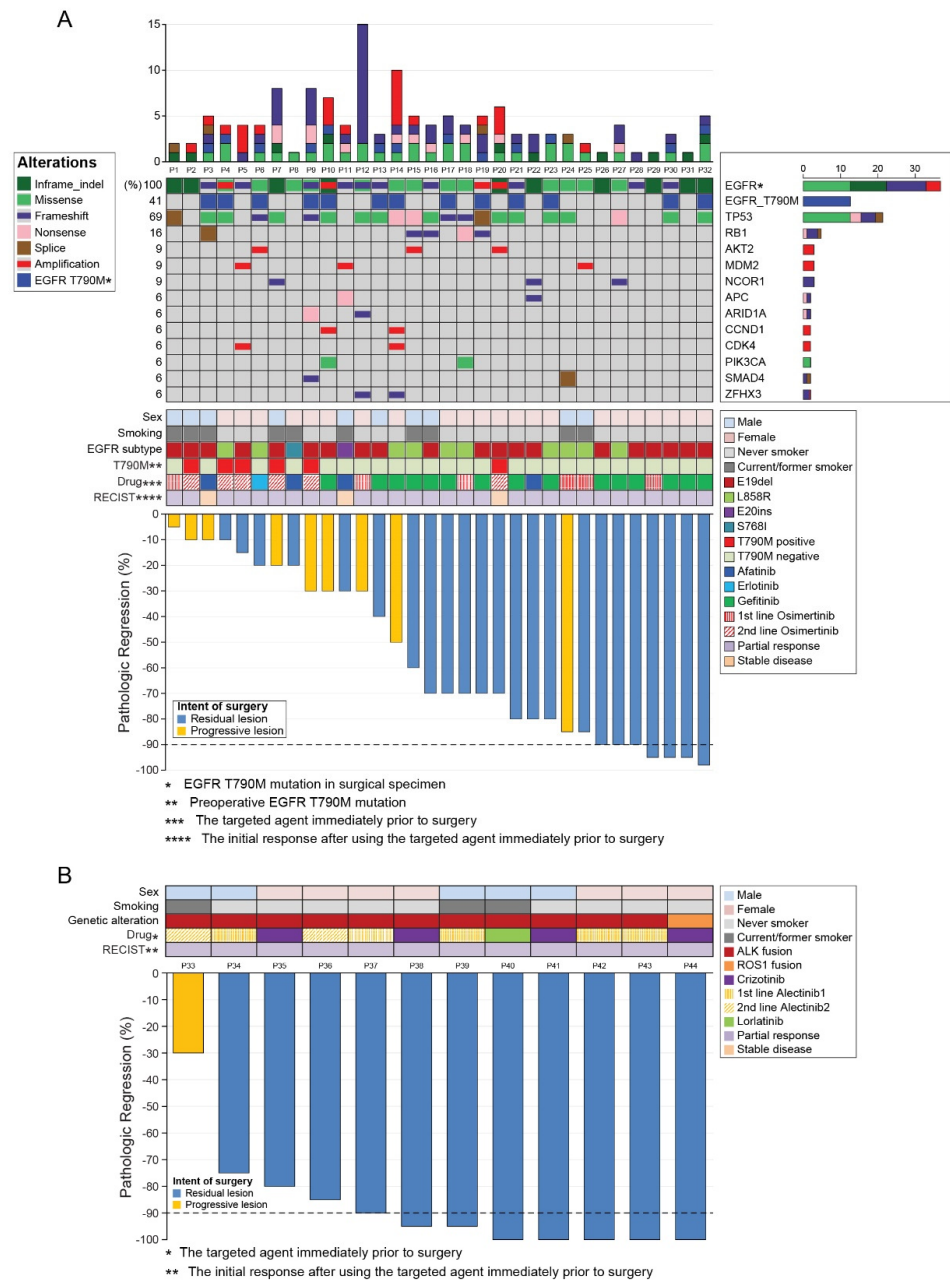 A
15
10
5
0
P1 P2 P3 P4 P5 P6 P7 P8 P9 P10 P11 P12 P13 P14 P15 P16 P17 P18 P19 P20 P21 P22 P23 P24 P25 P26 P27 P28 P29 P30 P31 P32
Alterations
Inframe_indel
Missense
Frameshift
Nonsense
Splice
Amplification
EGFR T790M*
(%) 100
41
69
16
9
9
9
6
6
6
6
6
6
6
0 10 20 30
EGFR*
EGFR_T790M
TP53
RB1
AKT2
MDM2
NCOR1
APC
ARID1A
CCND1
CDK4
PIK3CA
SMAD4
ZFHX3
Sex
Smoking
EGFR subtype
T790M**
Drug***
RECIST****
Male
Female
Never smoker
Current/former smoker
E19del
L858R
E20ins
S768I
T790M positive
T790M negative
Afatinib
Erlotinib
Gefitinib
1st line Osimertinib
2nd line Osimertinib
Partial response
Stable disease
Pathologic Regression (%)
0
-10
-20
-30
-40
-50
-60
-70
-80
-90
-100
Intent of surgery
Residual lesion
Progressive lesion
* EGFR T790M mutation in surgical specimen
** Preoperative EGFR T790M mutation
*** The targeted agent immediately prior to surgery
**** The initial response after using the targeted agent immediately prior to surgery
B
Sex
Smoking
Genetic alteration
Drug*
RECIST**
P33 P34 P35 P36 P37 P38 P39 P40 P41 P42 P43 P44
Male
Female
Never smoker
Current/former smoker
ALK fusion
ROS1 fusion
Crizotinib
1st line Alectinib1
2nd line Alectinib2
Lorlatinib
Partial response
Stable disease
Pathologic Regression (%)
0
-10
-20
-30
-40
-50
-60
-70
-80
-90
-100
Intent of surgery
Residual lesion
Progressive lesion
* The targeted agent immediately prior to surgery
** The initial response after using the targeted agent immediately prior to surgery